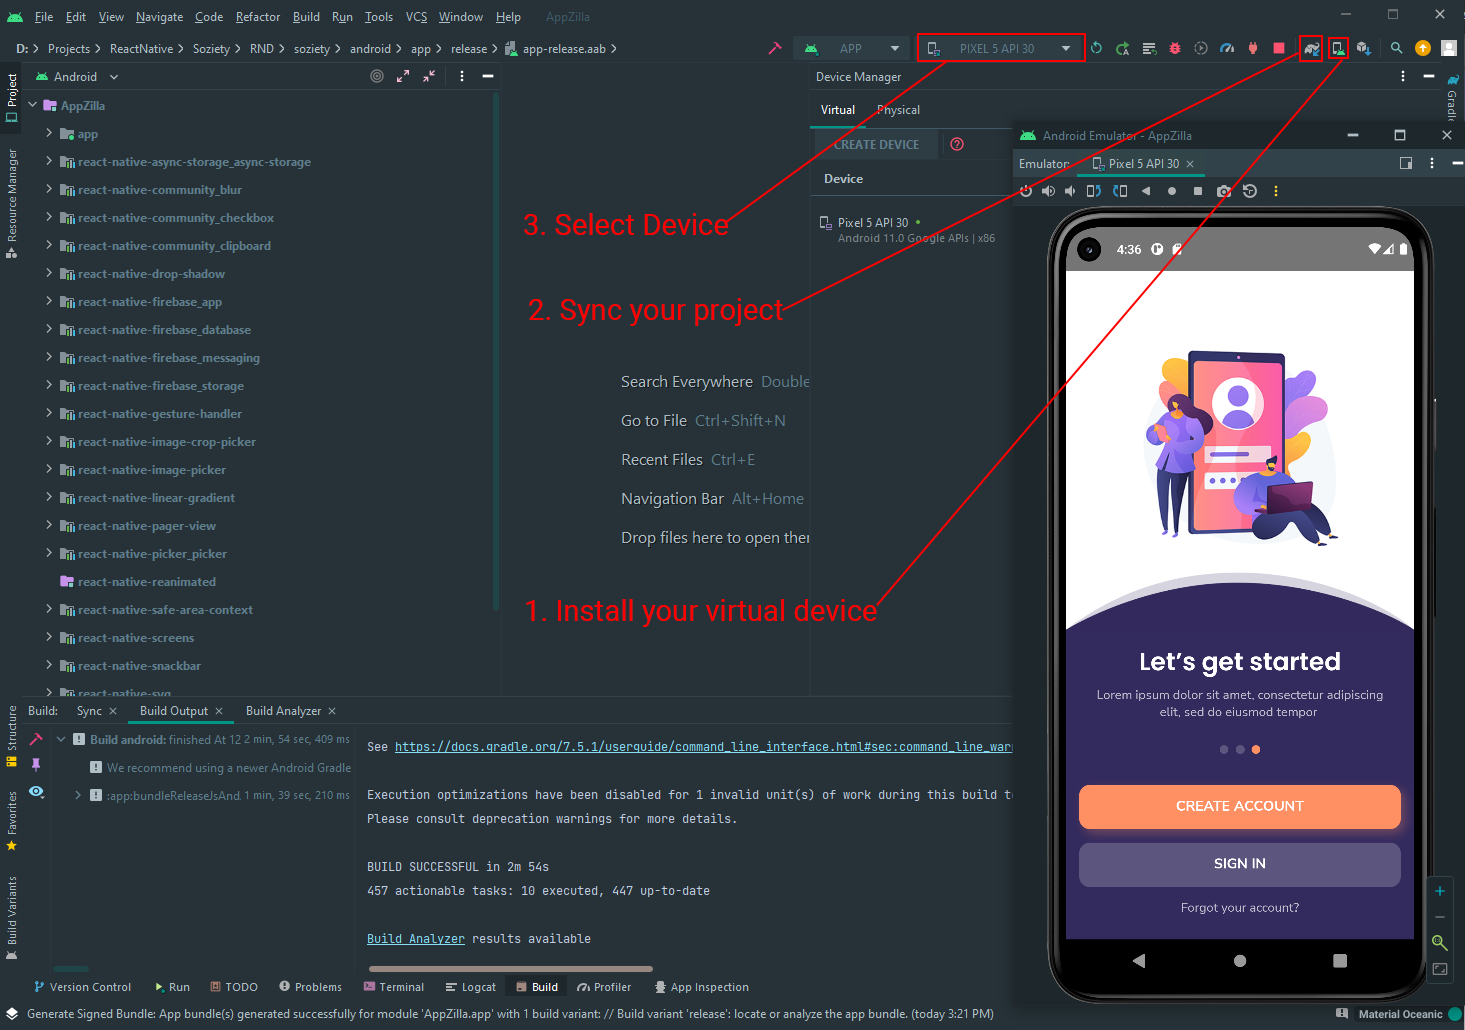 File Edit View Navigate Code Refactor Build Run Tools VCS Window Help AppZilla
D: Projects ReactNative Soziety RND soziety android app release app-release.aab APP PIXEL 5 API 30
Project
Android
Device Manager
Gradle
Virtual Physical
AppZilla
app
react-native-async-storage_async-storage
react-native-community_blur
react-native-community_checkbox
react-native-community_clipboard
react-native-drop-shadow
react-native-firebase_app
react-native-firebase_database
react-native-firebase_messaging
react-native-firebase_storage
react-native-gesture-handler
react-native-image-crop-picker
react-native-image-picker
react-native-linear-gradient
react-native-pager-view
react-native-picker_picker
react-native-reanimated
react-native-safe-area-context
react-native-screens
react-native-snackbar
react-native-svg
Resource Manager
CREATE DEVICE
Device
Pixel 5 API 30
Android 11.0 Google APIs | x86
3. Select Device
2. Sync your project
1. Install your virtual device
Search Everywhere Double
Go to File Ctrl+Shift+N
Recent Files Ctrl+E
Navigation Bar Alt+Home
Drop files here to open them
Android Emulator - AppZilla
Emulator: Pixel 5 API 30
4:36
Let's get started
Lorem ipsum dolor sit amet, consectetur adipiscing
elit, sed do eiusmod tempor
CREATE ACCOUNT
SIGN IN
Forgot your account?
Structure
Favorites
Build Variants
Build: Sync Build Output Build Analyzer
Build android: finished At 12 2 min, 54 sec, 409 ms
We recommend using a newer Android Gradle
:app:bundleReleaseJsAnd. 1 min, 39 sec, 210 ms
See https://docs.gradle.org/7.5.1/userguide/command_line_interface.html#sec:command_line_warn
Execution optimizations have been disabled for 1 invalid unit(s) of work during this build t
Please consult deprecation warnings for more details.
BUILD SUCCESSFUL in 2m 54s
457 actionable tasks: 10 executed, 447 up-to-date
Build Analyzer results available
Version Control Run TODO Problems Terminal Logcat Build Profiler App Inspection
Generate Signed Bundle: App bundle(s) generated successfully for module 'AppZilla.app' with 1 build variant: // Build variant 'release': locate or analyze the app bundle. (today 3:21 PM)
Material Oceanic